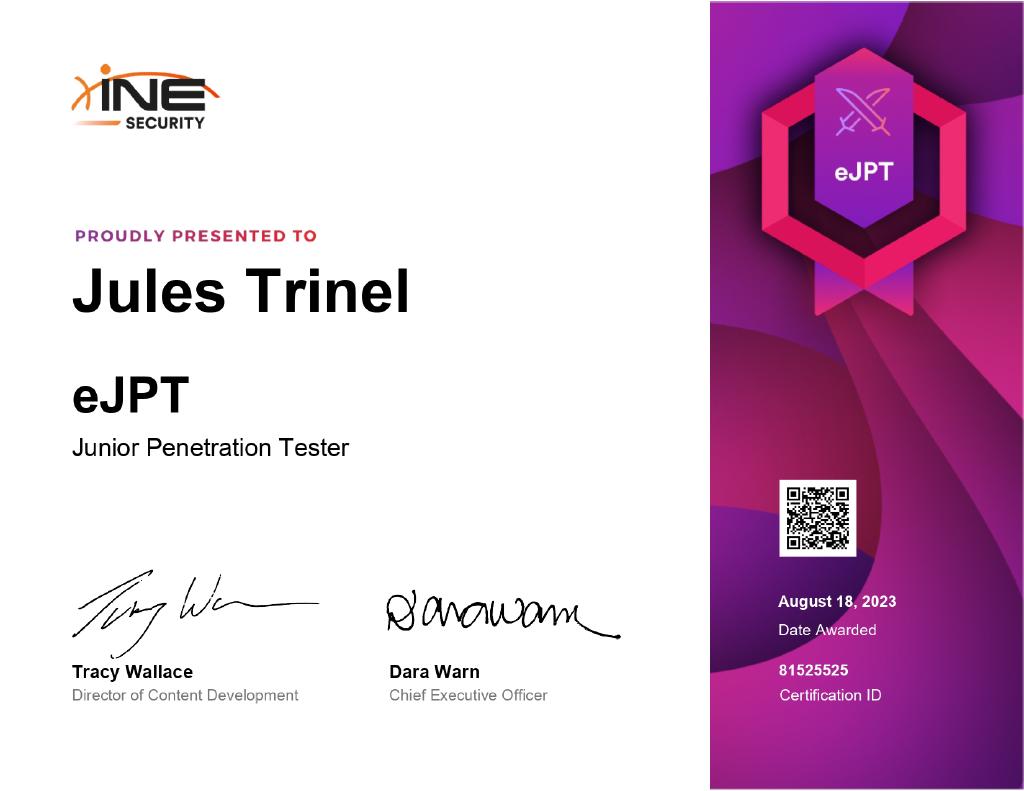 iNE
SECURITY
PROUDLY PRESENTED TO
Jules Trinel
eJPT
Junior Penetration Tester
Tracy Wallace
Director of Content Development
Dara Warn
Chief Executive Officer
eJPT
August 18, 2023
Date Awarded
81525525
Certification ID